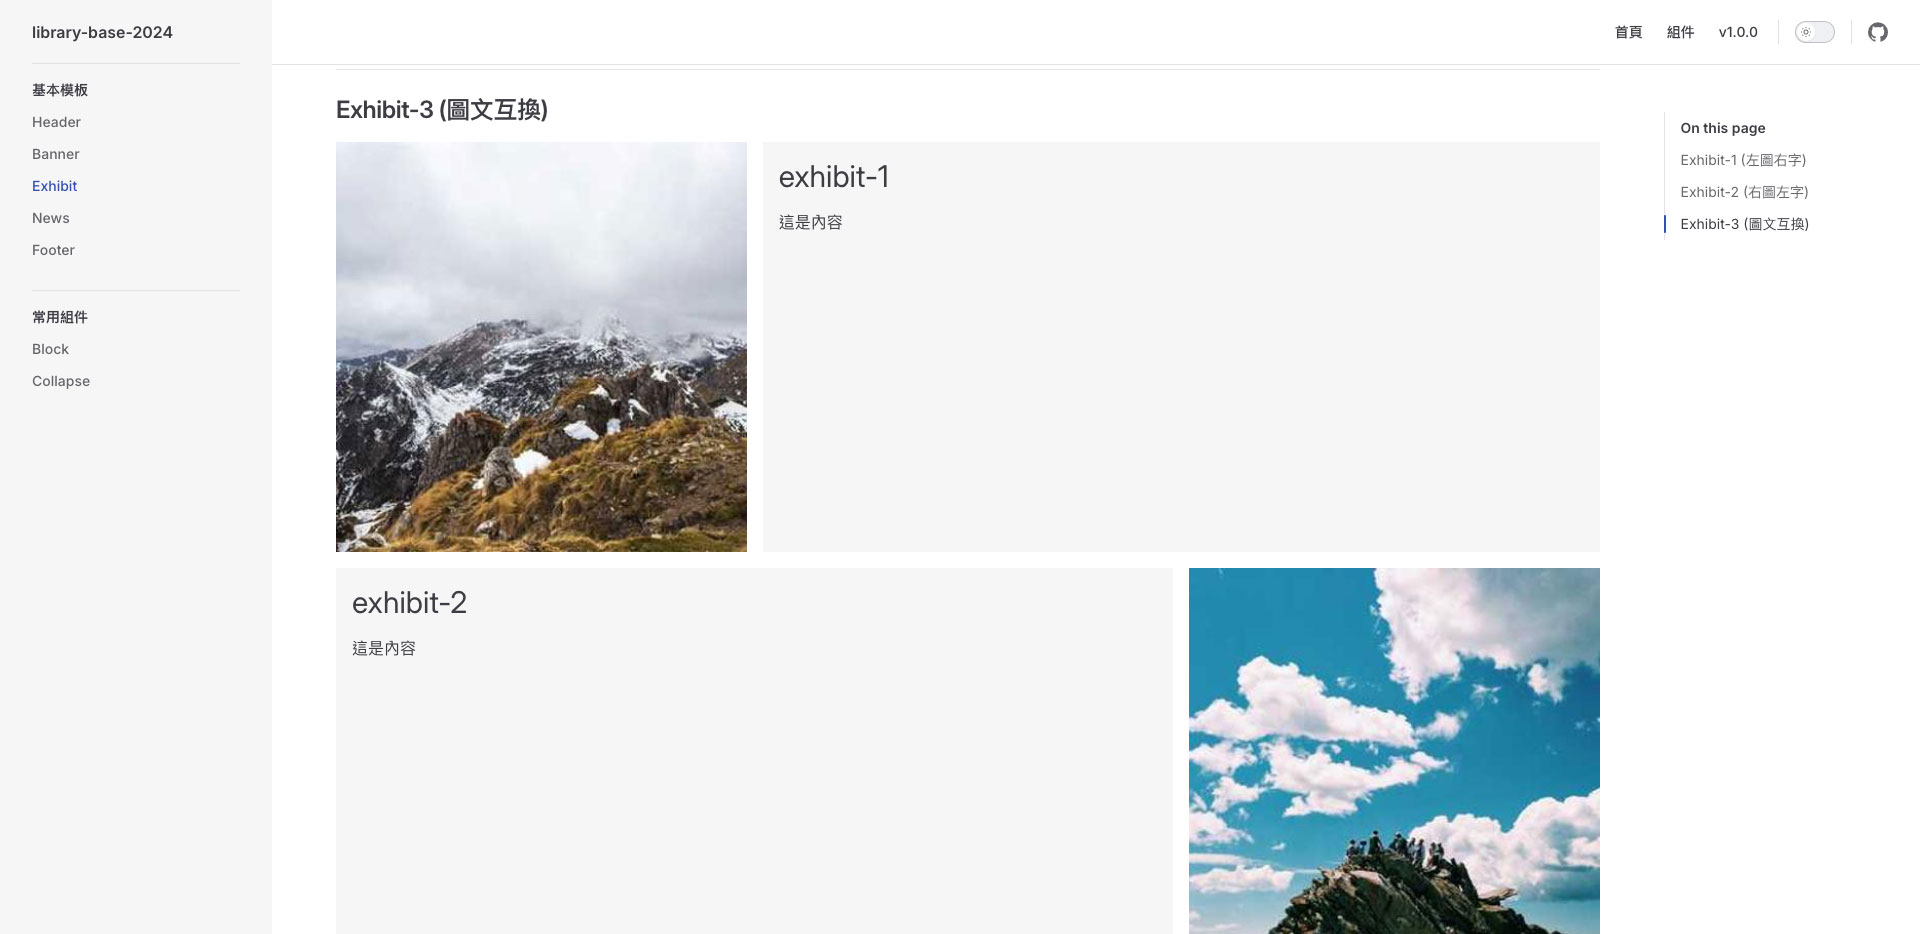 library-base-2024
首頁
組件
v1.0.0
基本模板
Header
Banner
Exhibit
News
Footer
常用組件
Block
Collapse
Exhibit-3 (圖文互換)
exhibit-1
這是內容
exhibit-2
這是內容
On this page
Exhibit-1 (左圖右字)
Exhibit-2 (右圖左字)
Exhibit-3 (圖文互換)